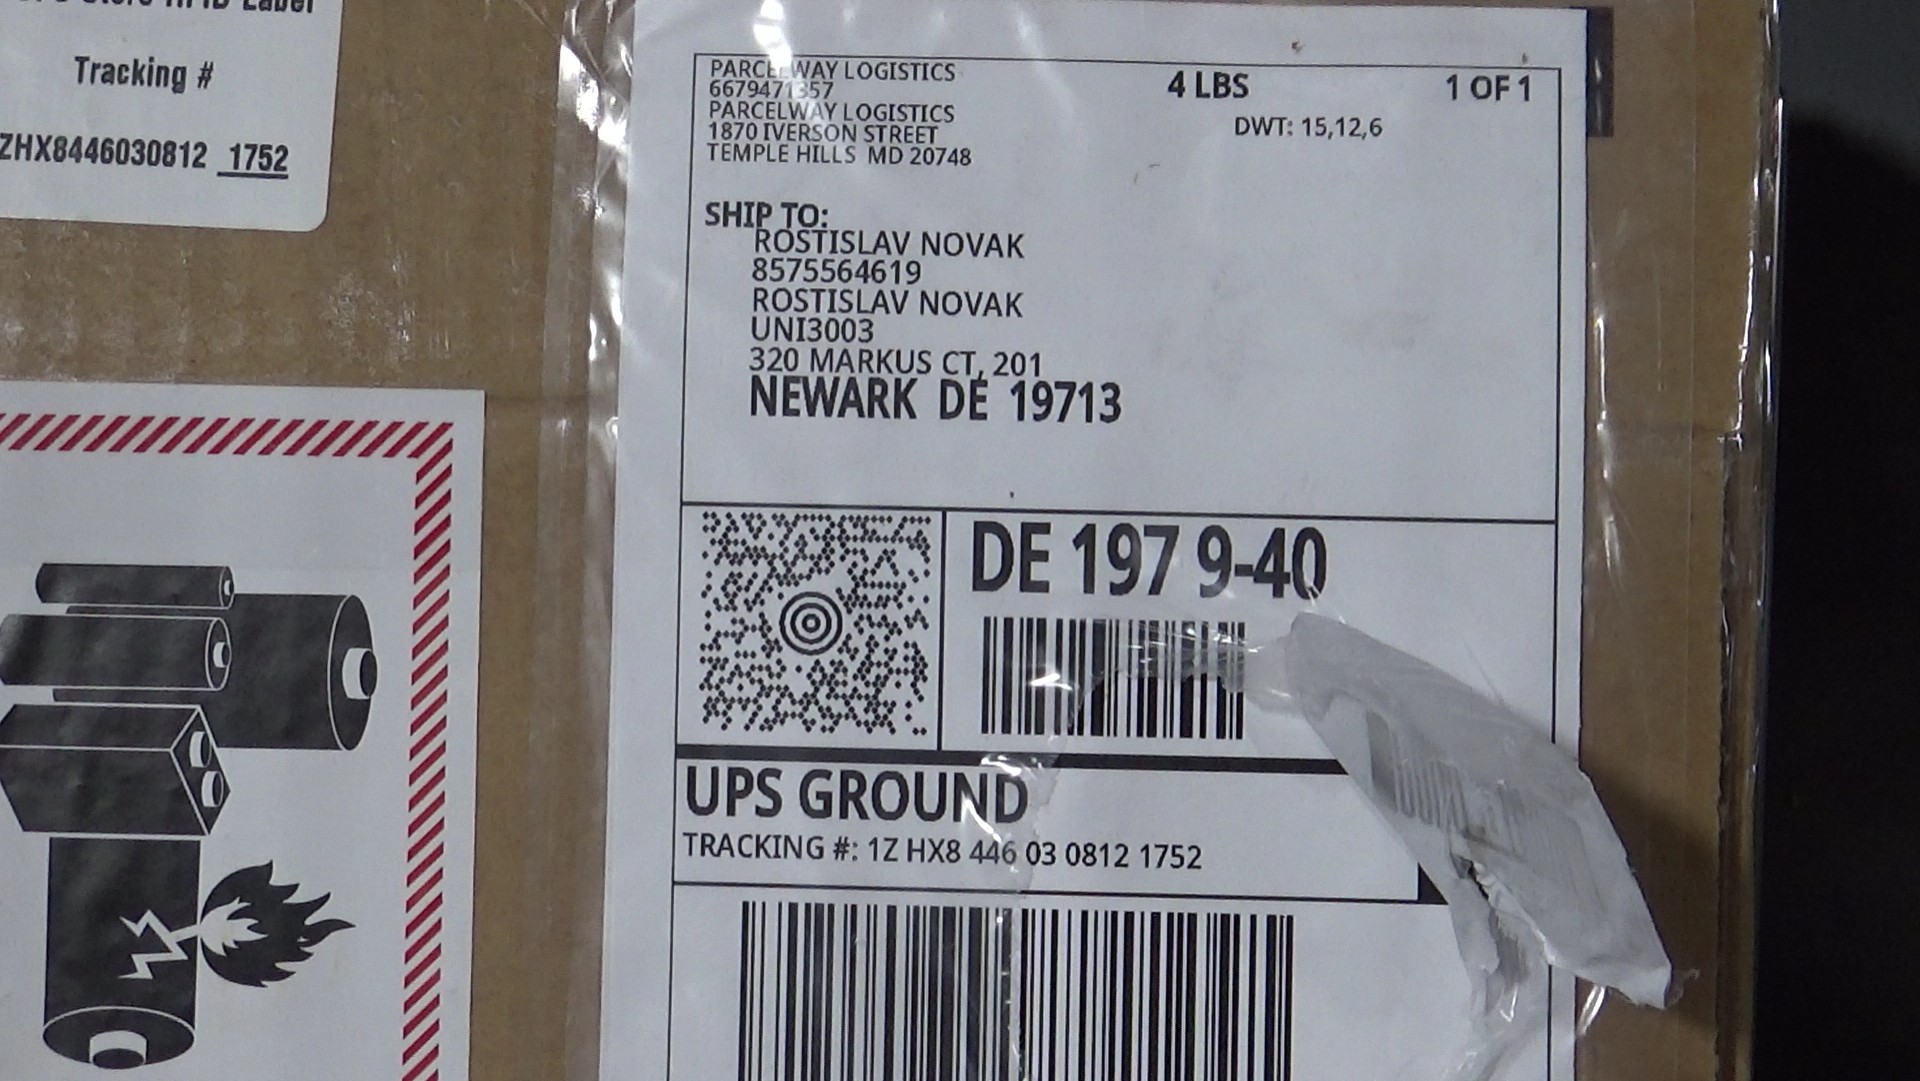 Label
Tracking #
ZHX8446030812 1752
PARCELWAY LOGISTICS
6679471357
PARCELWAY LOGISTICS
1870 IVERSON STREET
TEMPLE HILLS MD 20748
4 LBS
1 OF 1
DWT: 15,12,6
SHIP TO:
ROSTISLAV NOVAK
8575564619
ROSTISLAV NOVAK
UNI3003
320 MARKUS CT, 201
NEWARK DE 19713
DE 197 9-40
UPS GROUND
TRACKING #: 1Z HX8 446 03 0812 1752